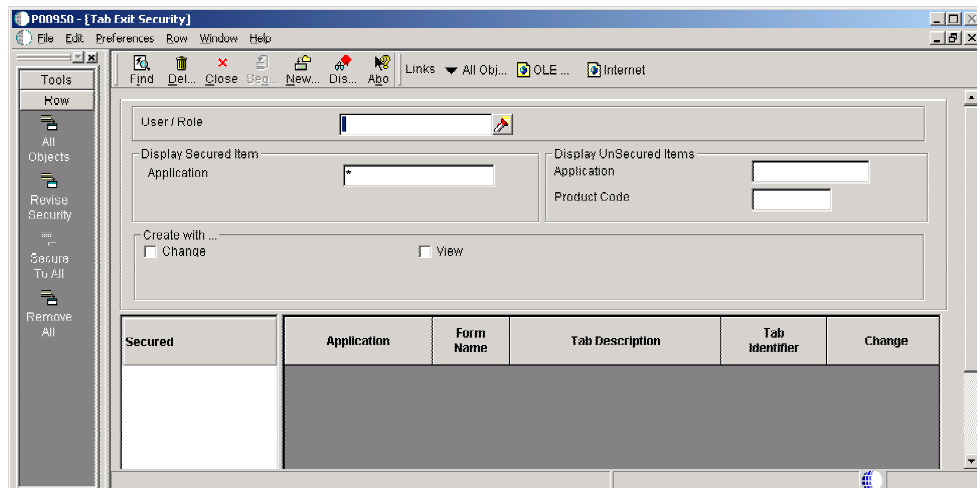 P00950 - [Tab Exit Security]
File Edit Preferences Row Window Help
Tools
Row
All Objects
Revise Security
Secure To All
Remove All
Find Del... Close Seq... New... Dis... Abo Links All Obj... OLE ... Internet
User / Role
Display Secured Item
Application *
Display UnSecured Items
Application
Product Code
Create with ...
Change View
Secured Application Form Name Tab Description Tab Identifier Change